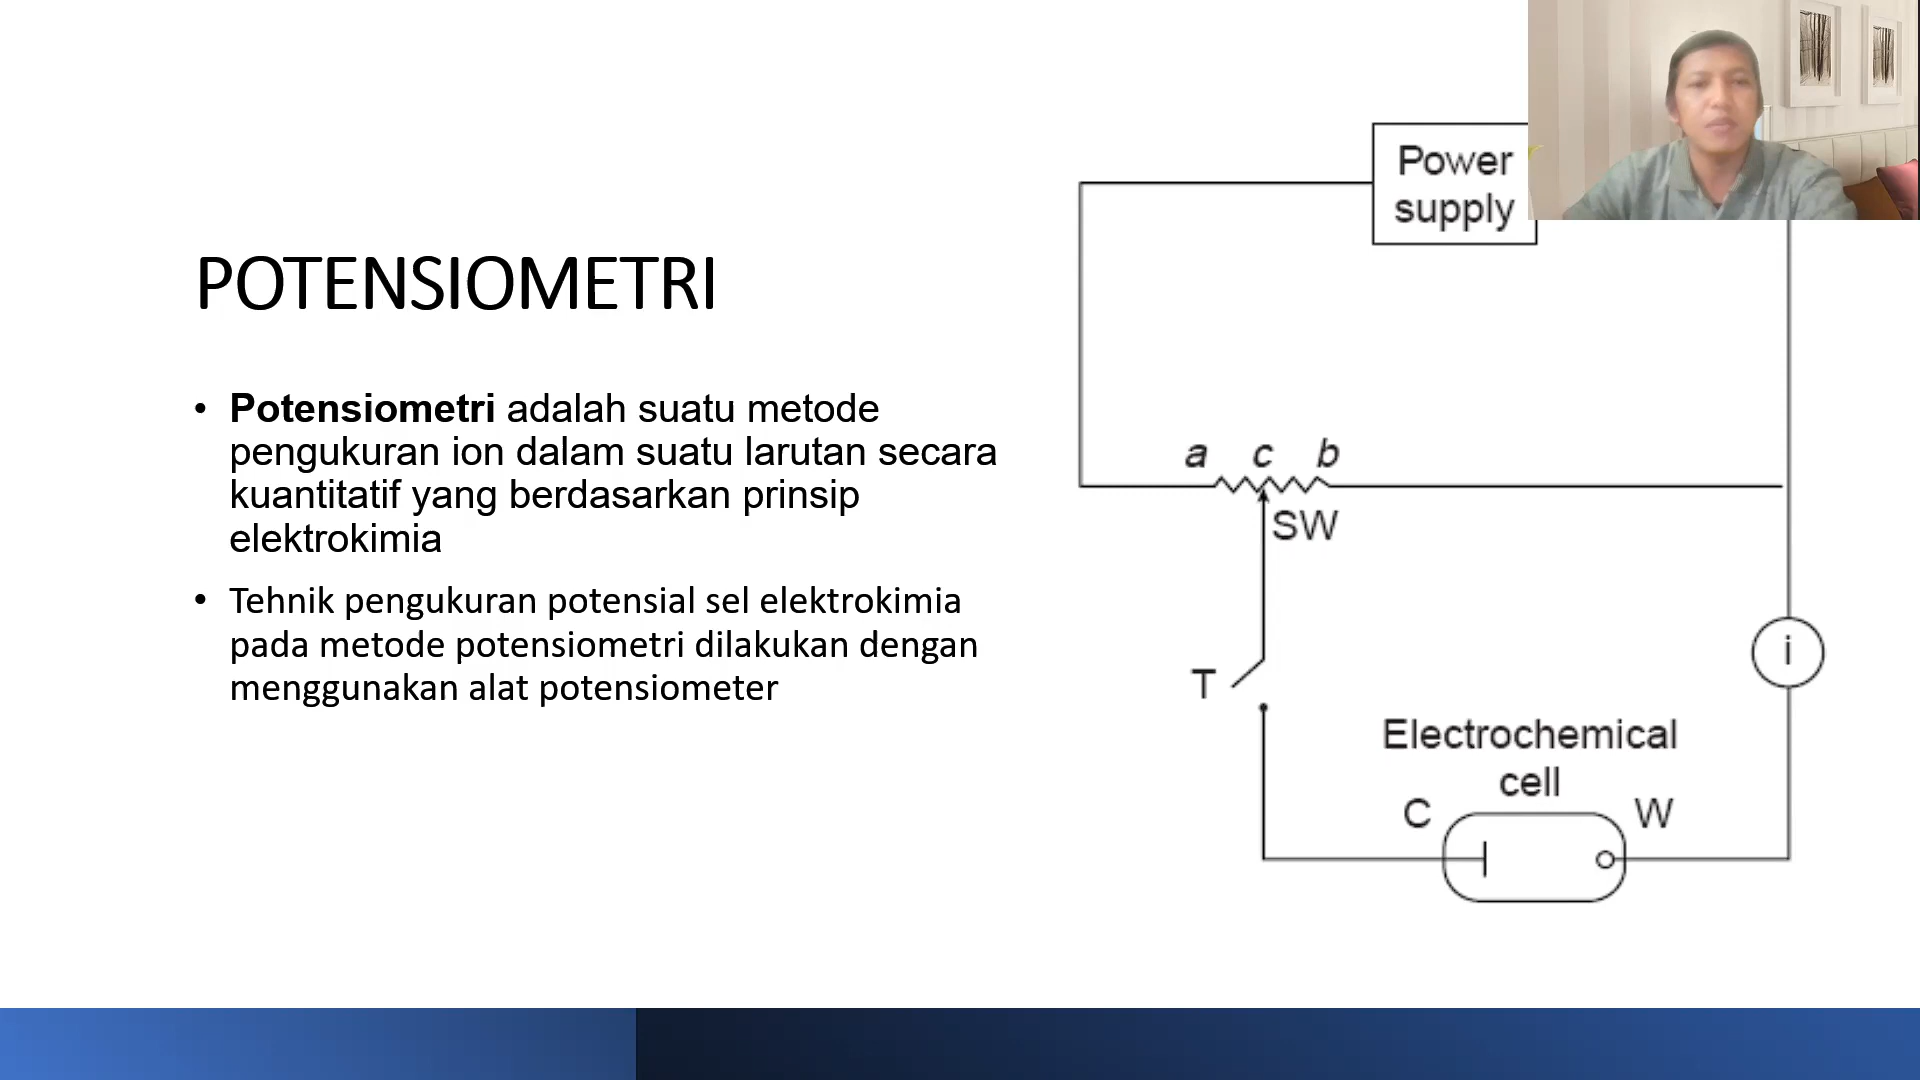 POTENSIOMETRI
• Potensiometri adalah suatu metode
pengukuran ion dalam suatu larutan secara
kuantitatif yang berdasarkan prinsip
elektrokimia
• Tehnik pengukuran potensial sel elektrokimia
pada metode potensiometri dilakukan dengan
menggunakan alat potensiometer
Power
supply
a c b
SW
T
i
Electrochemical
cell
C W